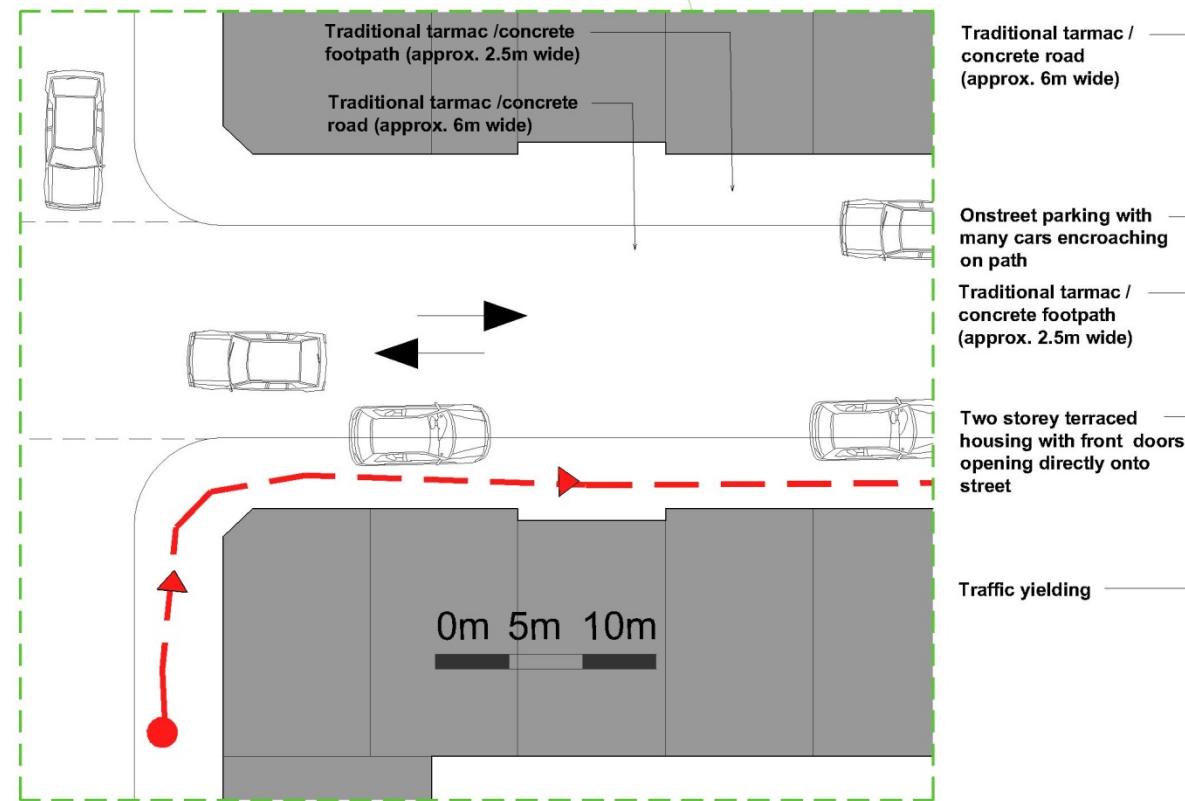 Traditional tarmac /concrete
footpath (approx. 2.5m wide)
Traditional tarmac /concrete
road (approx. 6m wide)
0m 5m 10m
Traditional tarmac /
concrete road
(approx. 6m wide)
Onstreet parking with
many cars encroaching
on path
Traditional tarmac /
concrete footpath
(approx. 2.5m wide)
Two storey terraced
housing with front doors
opening directly onto
street
Traffic yielding